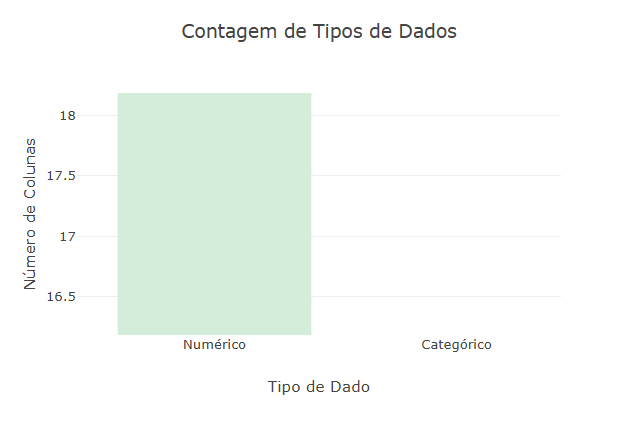 Contagem de Tipos de Dados
Número de Colunas
18
17.5
17
16.5
Numérico
Categórico
Tipo de Dado